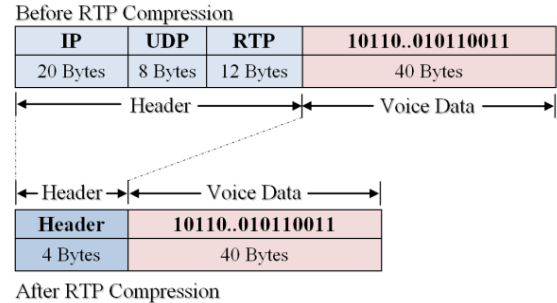 Before RTP Compression
IP UDP RTP 10110..010110011
20 Bytes 8 Bytes 12 Bytes 40 Bytes
Header Voice Data
Header Voice Data
Header 10110..010110011
4 Bytes 40 Bytes
After RTP Compression